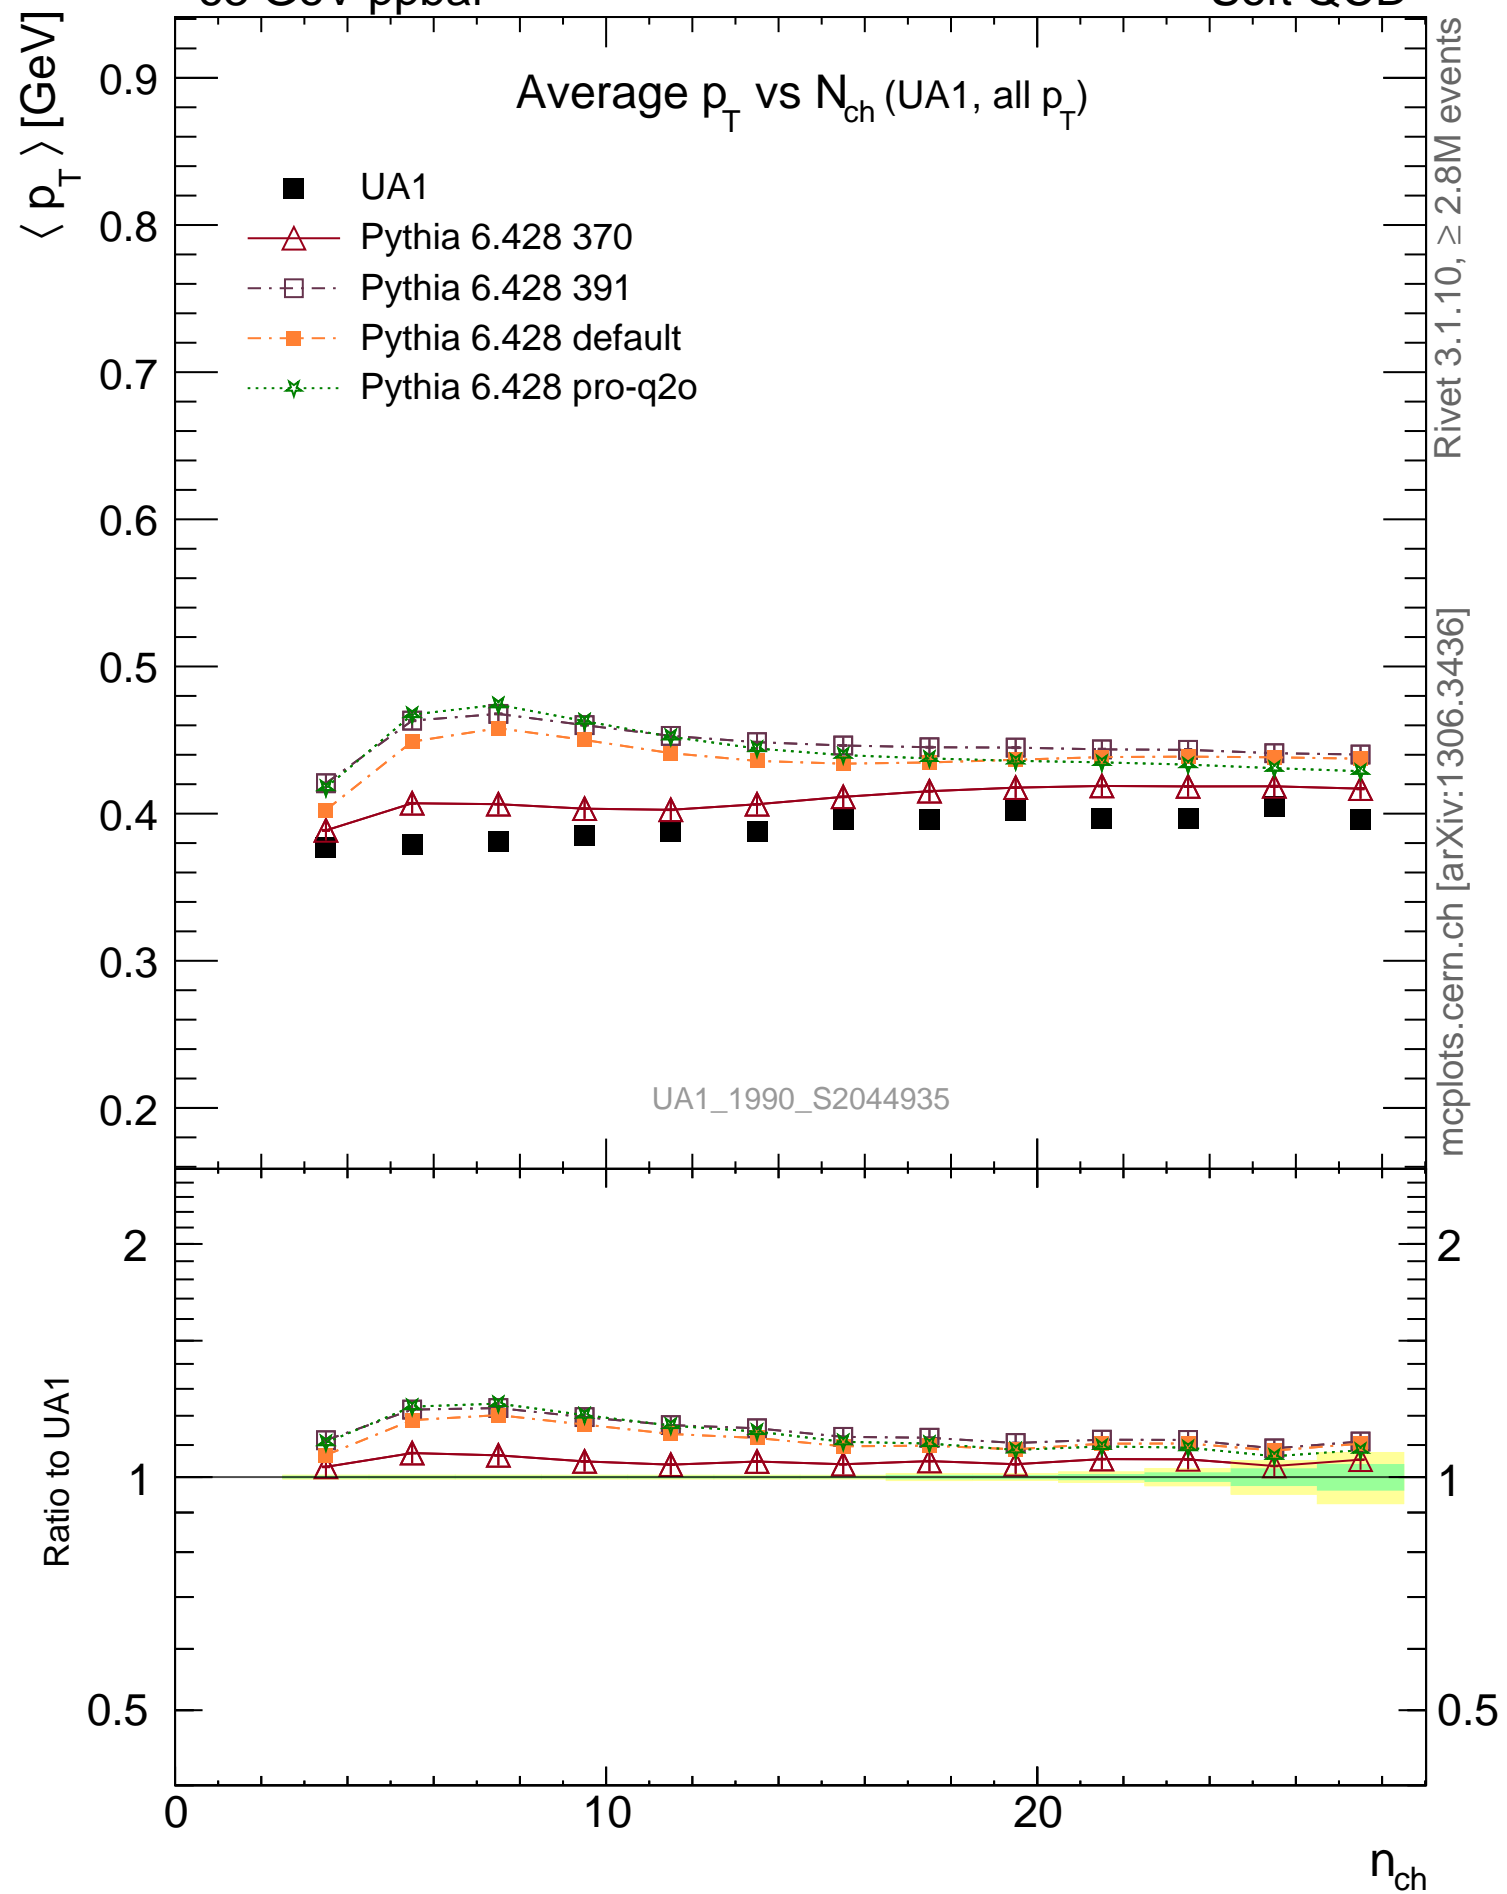 ⟨ p_T ⟩ [GeV]
Average p_T vs N_ch (UA1, all p_T)
UA1
Pythia 6.428 370
Pythia 6.428 391
Pythia 6.428 default
Pythia 6.428 pro-q2o
0.9
0.8
0.7
0.6
0.5
0.4
0.3
0.2
UA1_1990_S2044935
Rivet 3.1.10, ≥ 2.8M events
mcplots.cern.ch [arXiv:1306.3436]
Ratio to UA1
2
1
0.5
2
1
0.5
0
10
20
n_ch